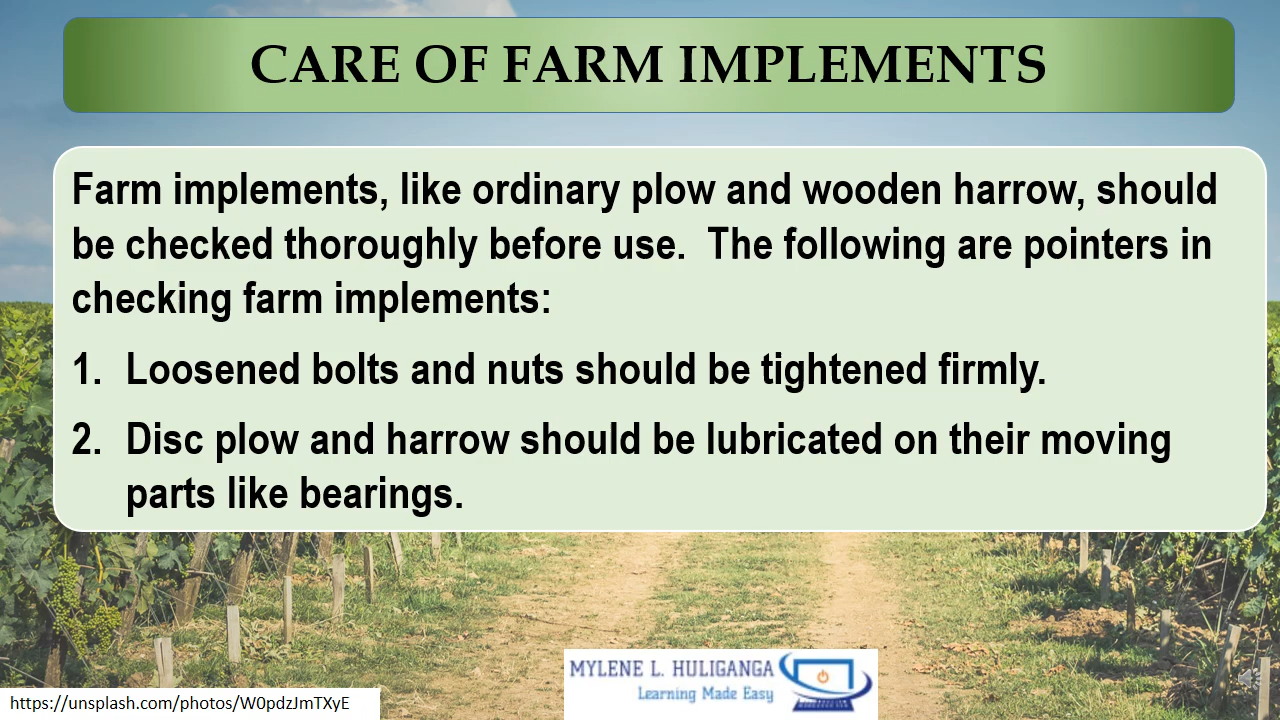 CARE OF FARM IMPLEMENTS
Farm implements, like ordinary plow and wooden harrow, should
be checked thoroughly before use.  The following are pointers in
checking farm implements:
1. Loosened bolts and nuts should be tightened firmly.
2. Disc plow and harrow should be lubricated on their moving
parts like bearings.
MYLENE L. HULIGANGA
Learning Made Easy
https://unsplash.com/photos/W0pdzJmTXyE